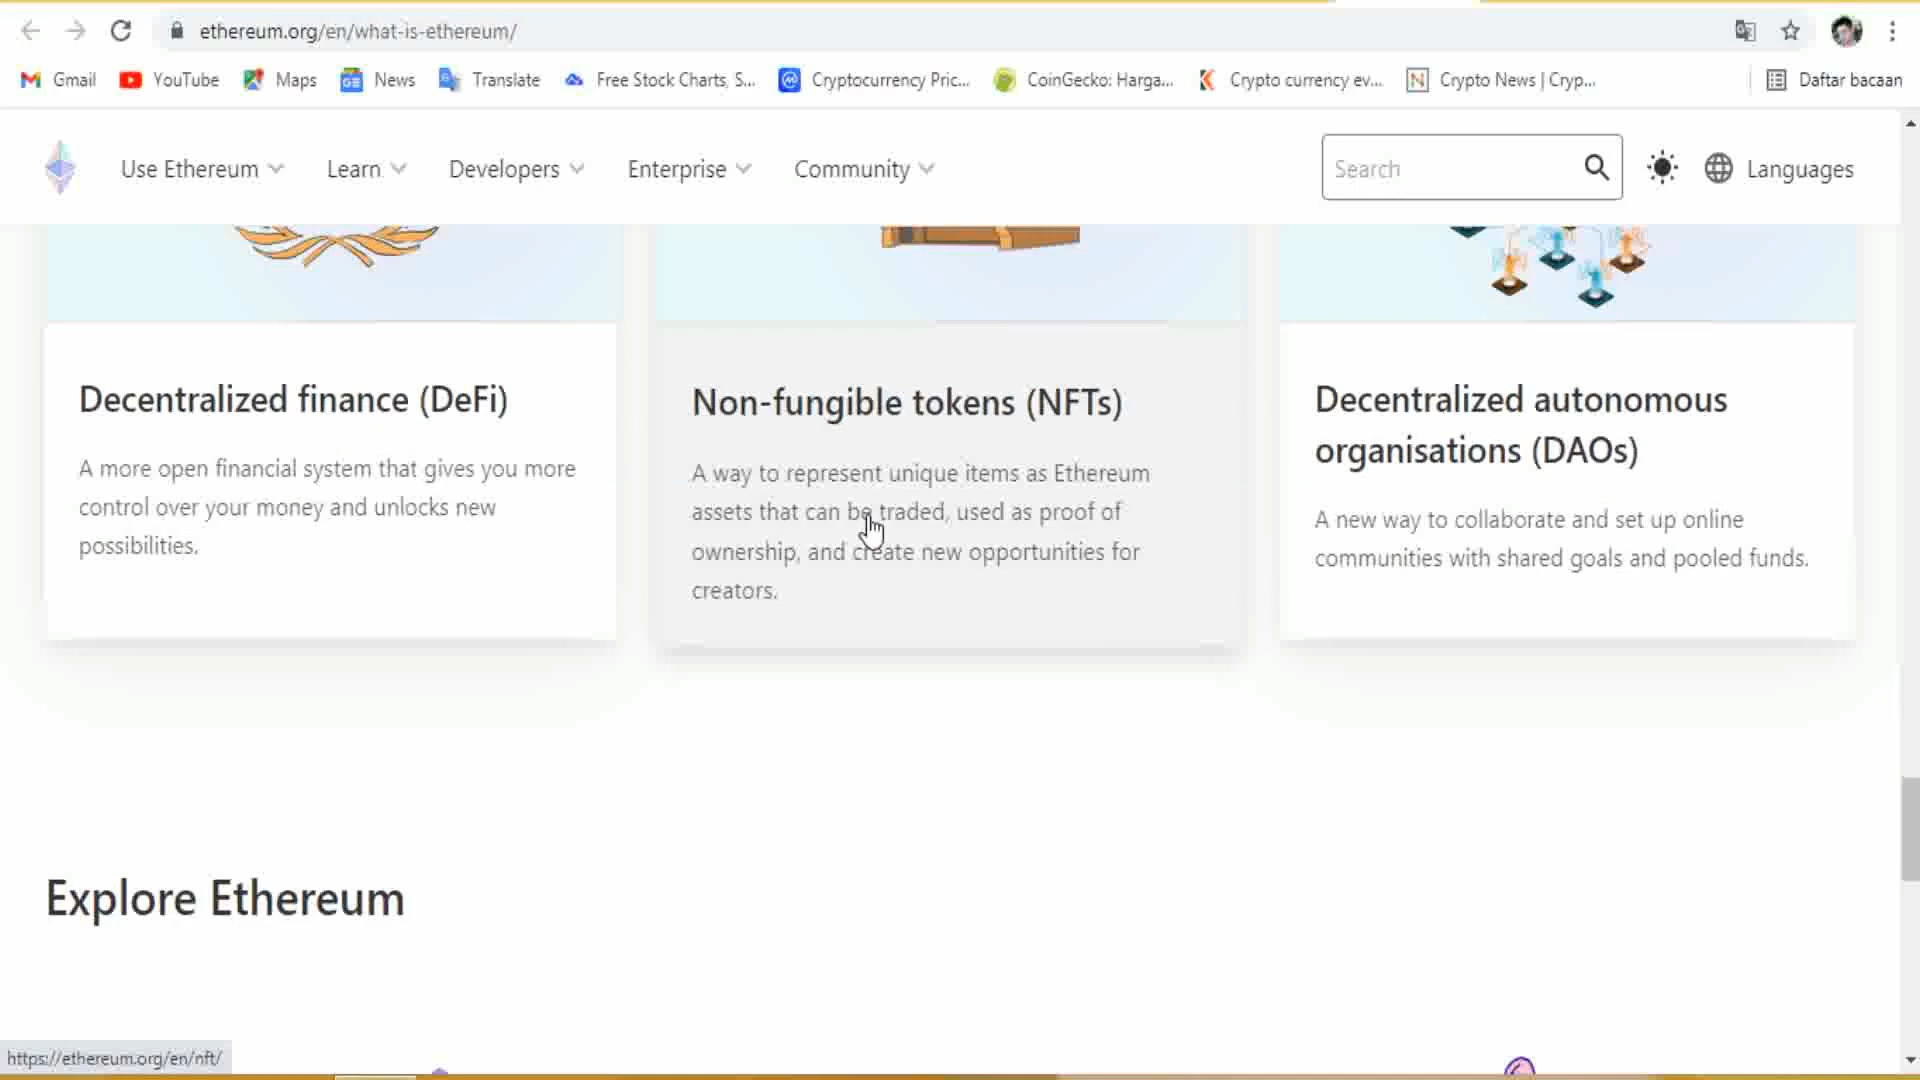 ethereum.org/en/what-is-ethereum/
Gmail YouTube Maps News Translate Free Stock Charts, S... Cryptocurrency Pric... CoinGecko: Harga... Crypto currency ev... Crypto News | Cryp... Daftar bacaan
Use Ethereum Learn Developers Enterprise Community Search Languages
Decentralized finance (DeFi)
A more open financial system that gives you more
control over your money and unlocks new
possibilities.
Non-fungible tokens (NFTs)
A way to represent unique items as Ethereum
assets that can be traded, used as proof of
ownership, and create new opportunities for
creators.
Decentralized autonomous
organisations (DAOs)
A new way to collaborate and set up online
communities with shared goals and pooled funds.
Explore Ethereum
https://ethereum.org/en/nft/